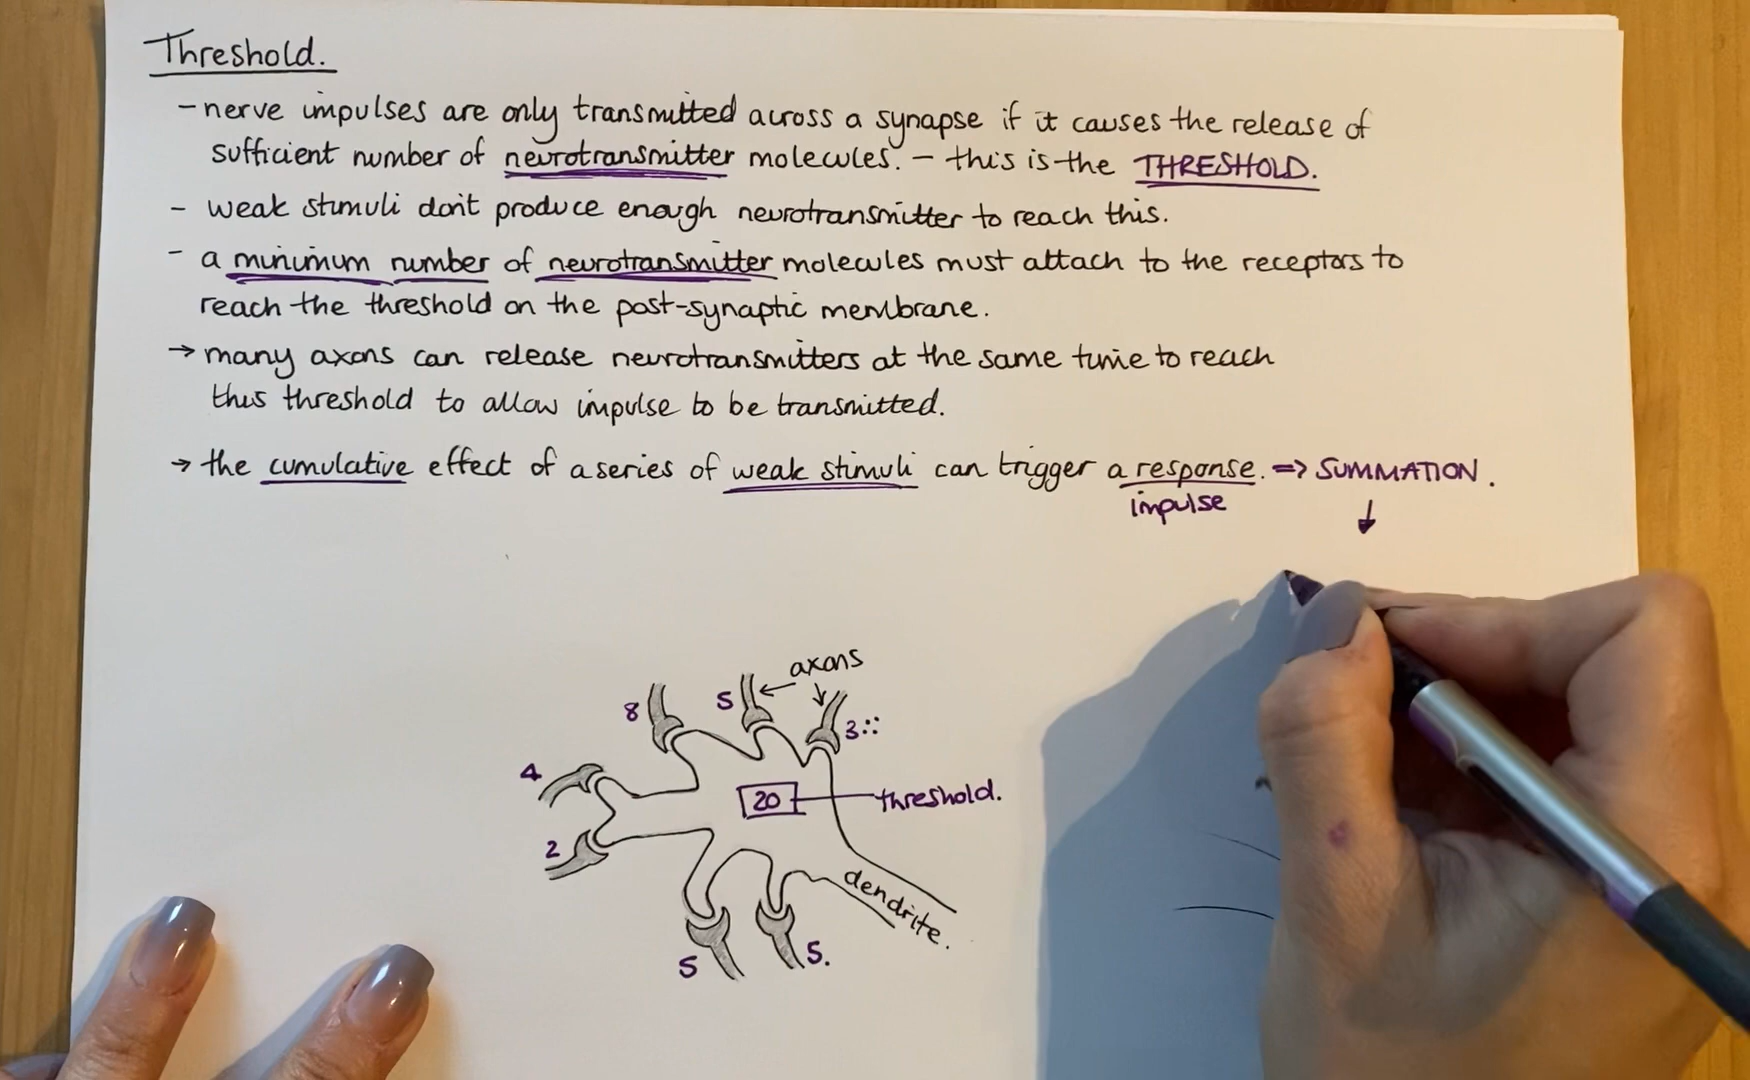 Threshold.
- nerve impulses are only transmitted across a synapse if it causes the release of
sufficient number of neurotransmitter molecules. - this is the THRESHOLD.
- weak stimuli don't produce enough neurotransmitter to reach this.
- a minimum number of neurotransmitter molecules must attach to the receptors to
reach the threshold on the post-synaptic membrane.
→ many axons can release neurotransmitters at the same time to reach
this threshold to allow impulse to be transmitted.
→ the cumulative effect of a series of weak stimuli can trigger a response. => SUMMATION.
impulse ↓
axons
8 5 3::
4
20 threshold.
2
dendrite.
5 5.